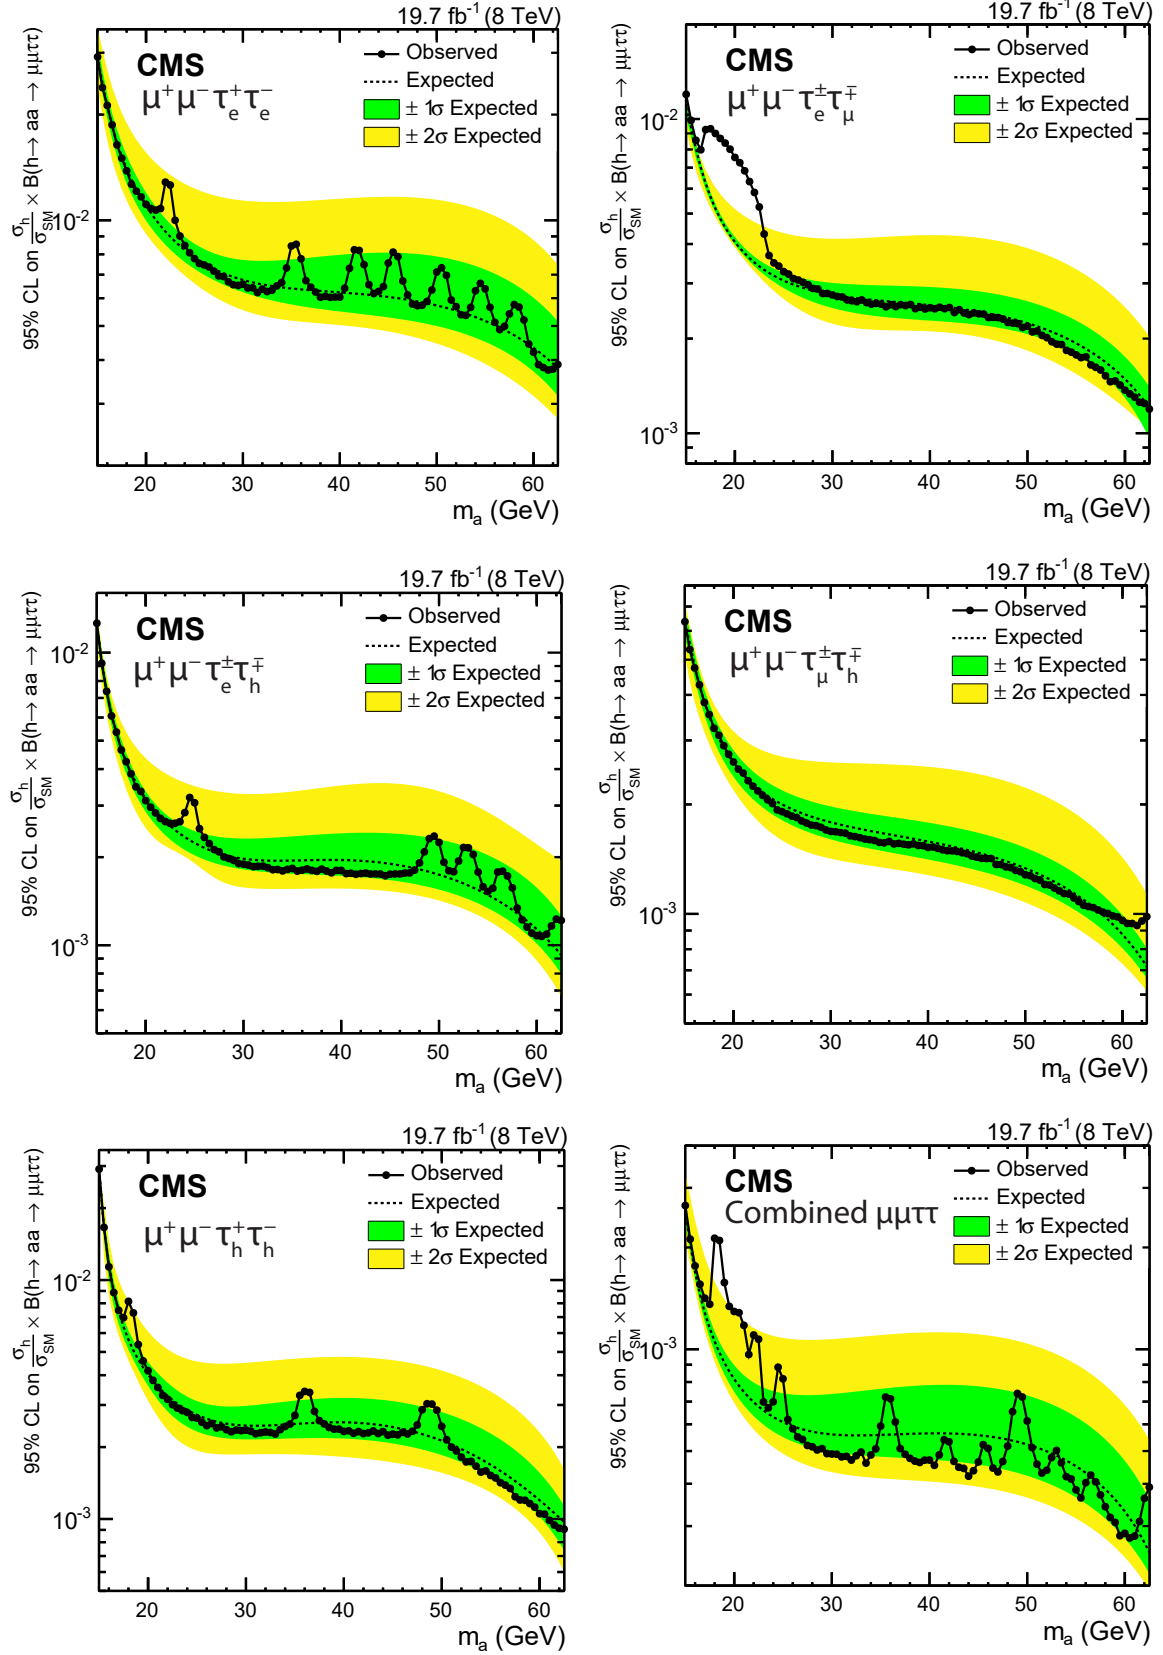 19.7 fb⁻¹ (8 TeV)
CMS
μ⁺μ⁻τₑ⁺τₑ⁻
Observed
Expected
± 1σ Expected
± 2σ Expected
95% CL on σₕ/σSM × B(h→ aa → μμττ)
10⁻²
20 30 40 50 60
mₐ (GeV)
19.7 fb⁻¹ (8 TeV)
CMS
μ⁺μ⁻τₑ±τμ∓
Observed
Expected
± 1σ Expected
± 2σ Expected
95% CL on σₕ/σSM × B(h→ aa → μμττ)
10⁻²
10⁻³
20 30 40 50 60
mₐ (GeV)
19.7 fb⁻¹ (8 TeV)
CMS
μ⁺μ⁻τₑ±τₕ∓
Observed
Expected
± 1σ Expected
± 2σ Expected
95% CL on σₕ/σSM × B(h→ aa → μμττ)
10⁻²
10⁻³
20 30 40 50 60
mₐ (GeV)
19.7 fb⁻¹ (8 TeV)
CMS
μ⁺μ⁻τμ±τₕ∓
Observed
Expected
± 1σ Expected
± 2σ Expected
95% CL on σₕ/σSM × B(h→ aa → μμττ)
10⁻³
20 30 40 50 60
mₐ (GeV)
19.7 fb⁻¹ (8 TeV)
CMS
μ⁺μ⁻τₕ⁺τₕ⁻
Observed
Expected
± 1σ Expected
± 2σ Expected
95% CL on σₕ/σSM × B(h→ aa → μμττ)
10⁻²
10⁻³
20 30 40 50 60
mₐ (GeV)
19.7 fb⁻¹ (8 TeV)
CMS
Combined μμττ
Observed
Expected
± 1σ Expected
± 2σ Expected
95% CL on σₕ/σSM × B(h→ aa → μμττ)
10⁻³
20 30 40 50 60
mₐ (GeV)